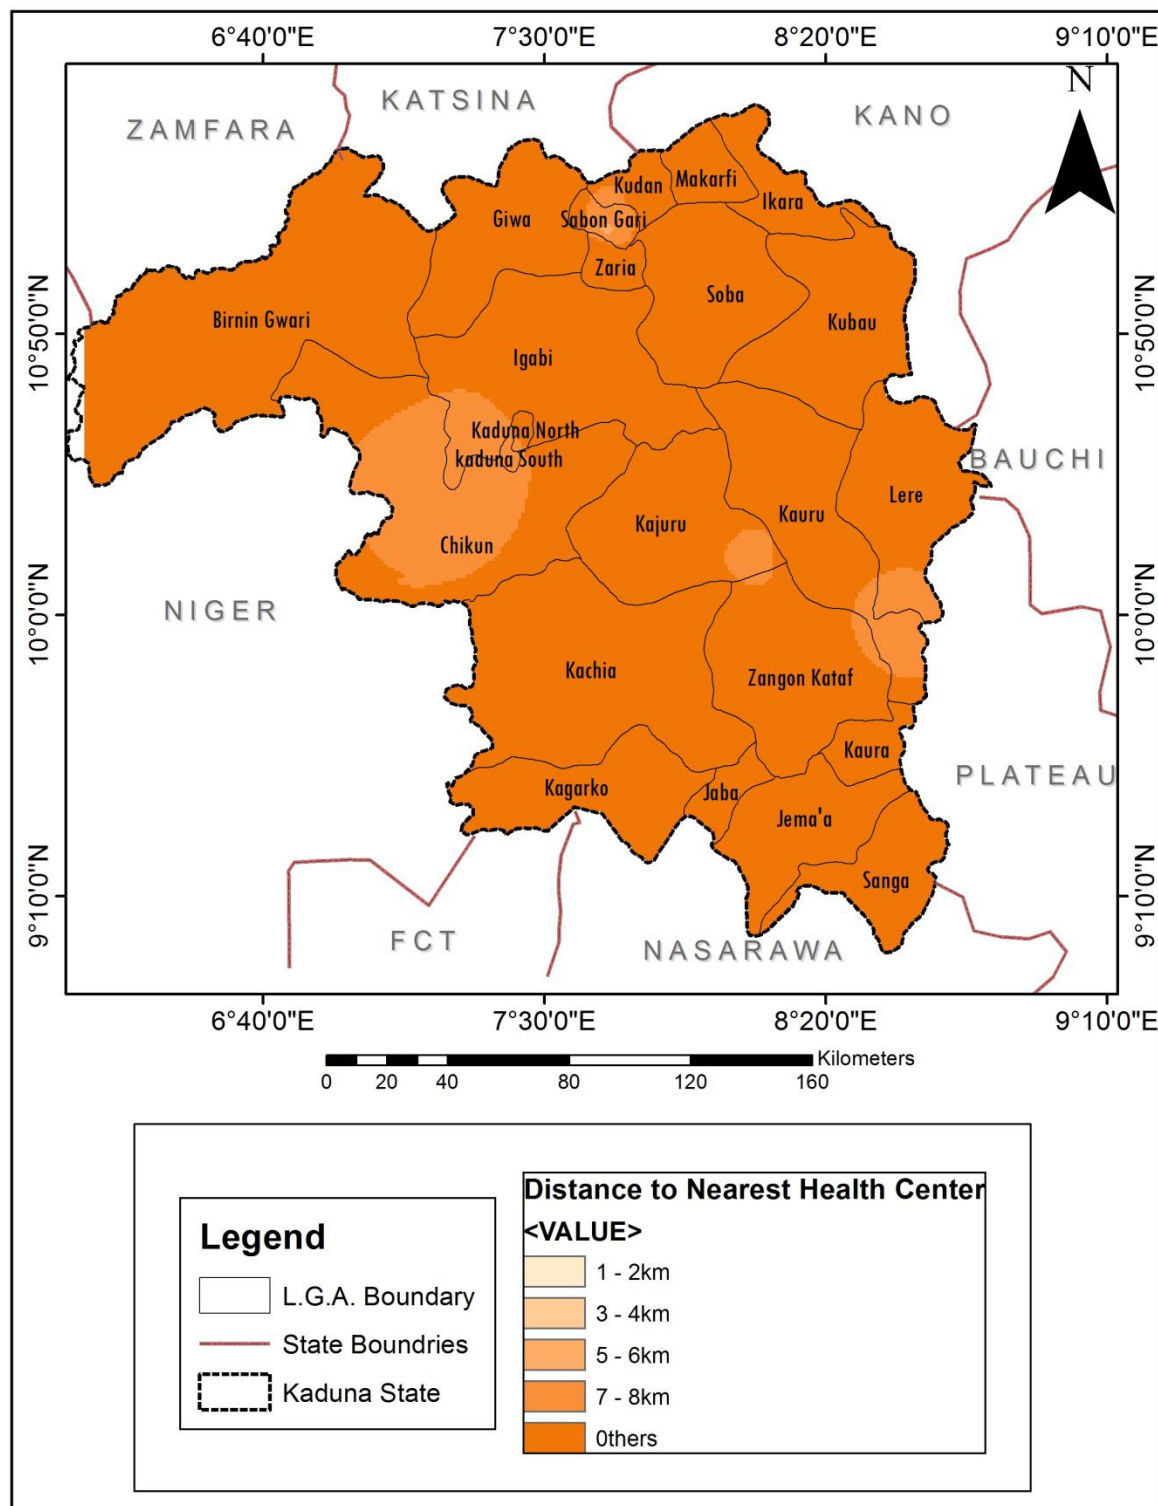 6°40'0"E
7°30'0"E
8°20'0"E
9°10'0"E
N
KATSINA
ZAMFARA
KANO
Kudan
Makarfi
Ikara
Giwa
Sabon Gari
Zaria
Soba
Birnin Gwari
Kubau
10°50'0"N
10°50'0"N
Igabi
Kaduna North
kaduna South
BAUCHI
Lere
Kauru
Kajuru
Chikun
NIGER
10°0'0"N
10°0'0"N
Kachia
Zangon Kataf
Kaura
PLATEAU
Kagarko
Jaba
Jema'a
Sanga
9°10'0"N
9°10'0"N
FCT
NASARAWA
6°40'0"E
7°30'0"E
8°20'0"E
9°10'0"E
Kilometers
0 20 40 80 120 160
Legend
L.G.A. Boundary
State Boundries
Kaduna State
Distance to Nearest Health Center
<VALUE>
1 - 2km
3 - 4km
5 - 6km
7 - 8km
0thers